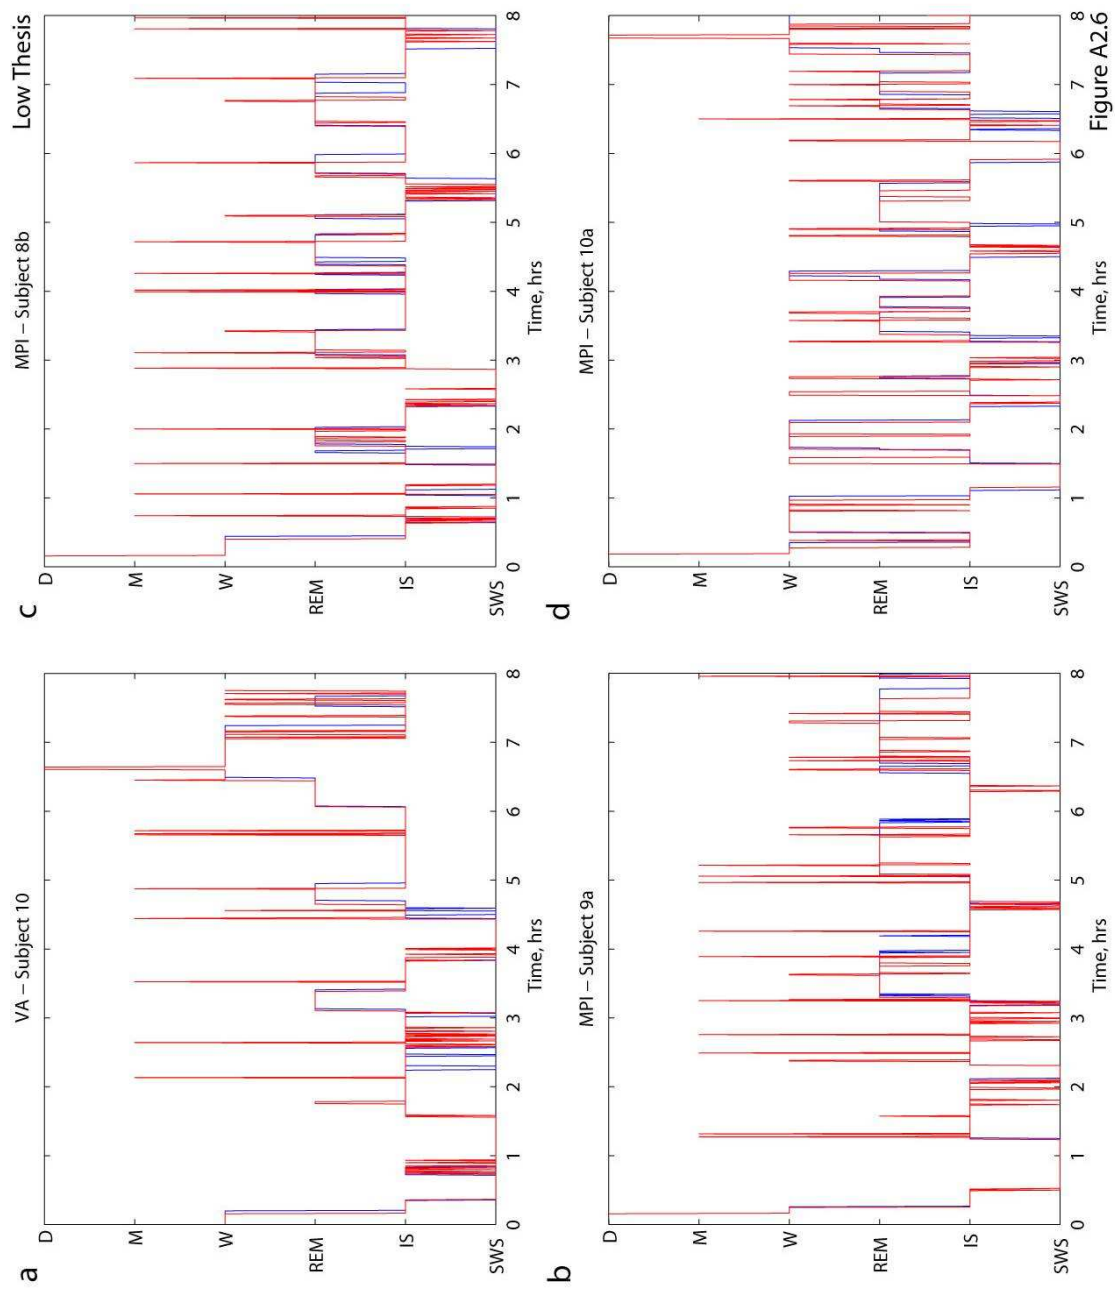 Low Thesis
a
VA – Subject 10
D
M
W
REM
IS
SWS
0 1 2 3 4 5 6 7 8
Time, hrs
c
MPI – Subject 8b
D
M
W
REM
IS
SWS
0 1 2 3 4 5 6 7 8
Time, hrs
b
MPI – Subject 9a
D
M
W
REM
IS
SWS
0 1 2 3 4 5 6 7 8
Time, hrs
d
MPI – Subject 10a
D
M
W
REM
IS
SWS
0 1 2 3 4 5 6 7 8
Time, hrs
Figure A2.6